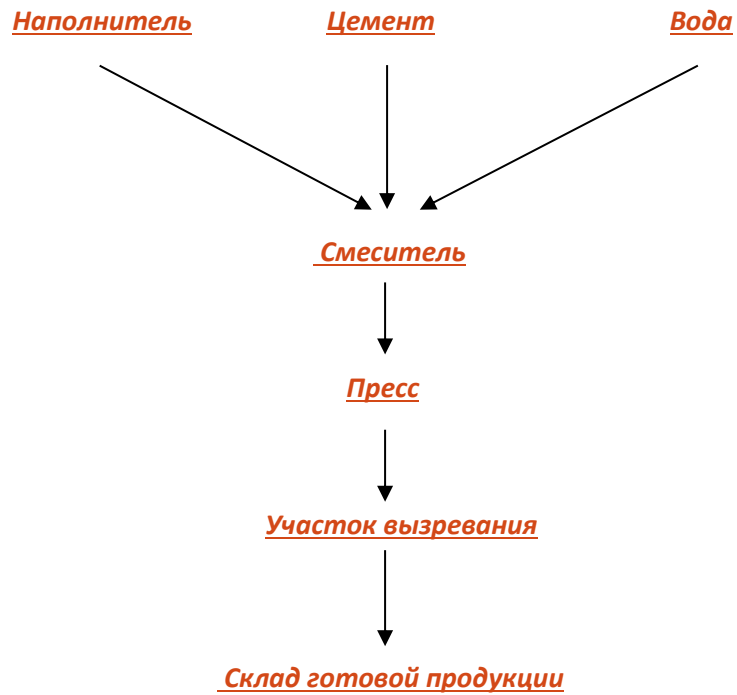 Наполнитель Цемент Вода
Смеситель
Пресс
Участок вызревания
Склад готовой продукции